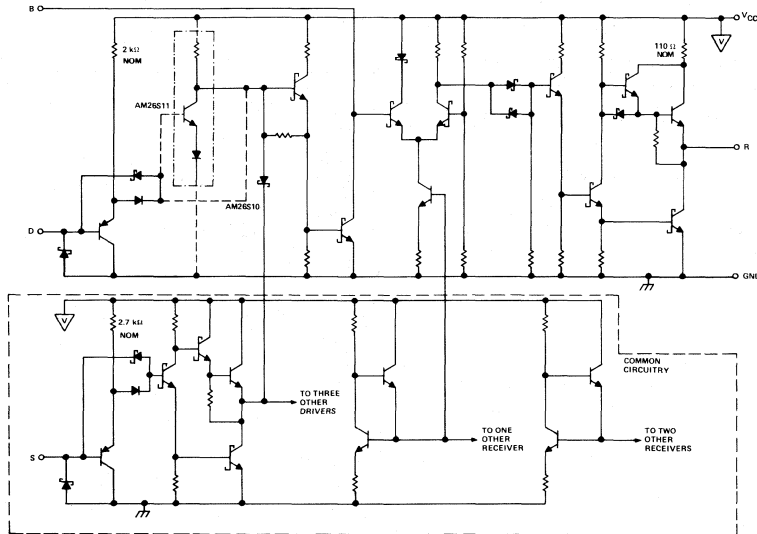 B
VCC
V
2 kΩ
NOM
110 Ω
NOM
AM26S11
R
AM26S10
D
GND
V
2.7 kΩ
NOM
COMMON
CIRCUITRY
TO THREE
OTHER
DRIVERS
TO ONE
OTHER
RECEIVER
TO TWO
OTHER
RECEIVERS
S